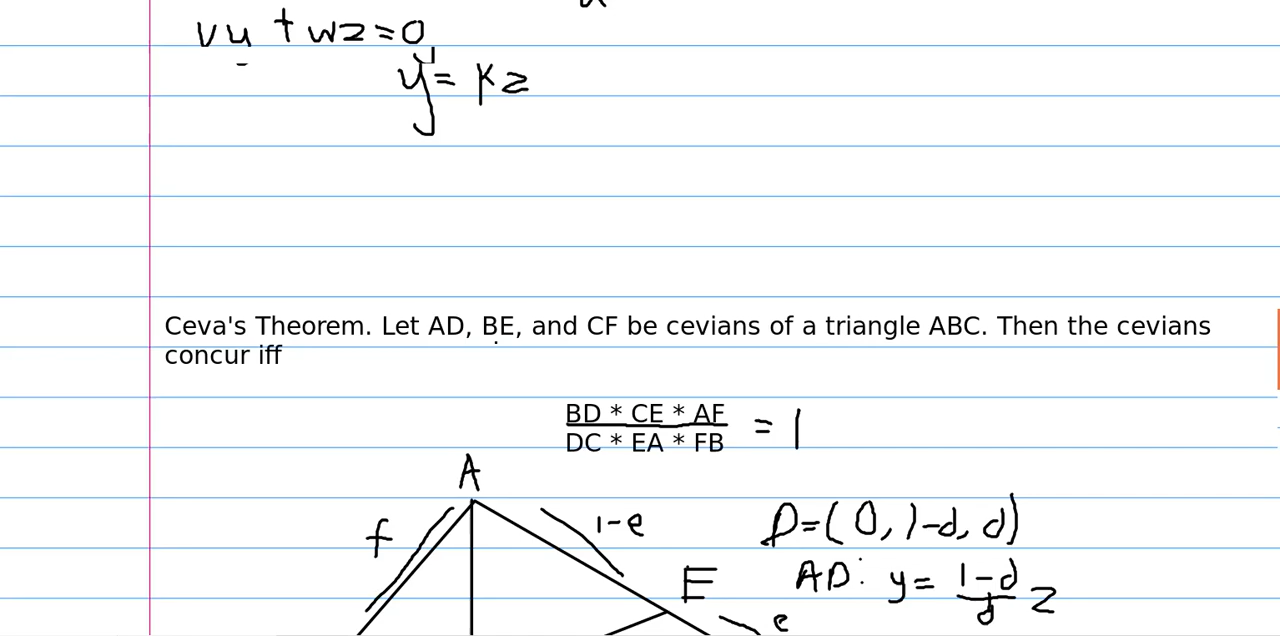 vy + wz = 0
y = kz
Ceva's Theorem. Let AD, BE, and CF be cevians of a triangle ABC. Then the cevians
concur iff
BD * CE * AF
= 1
DC * EA * FB
A
f
1-e
D=(0, 1-d, d)
E
AD: y = 1-d/d z
e